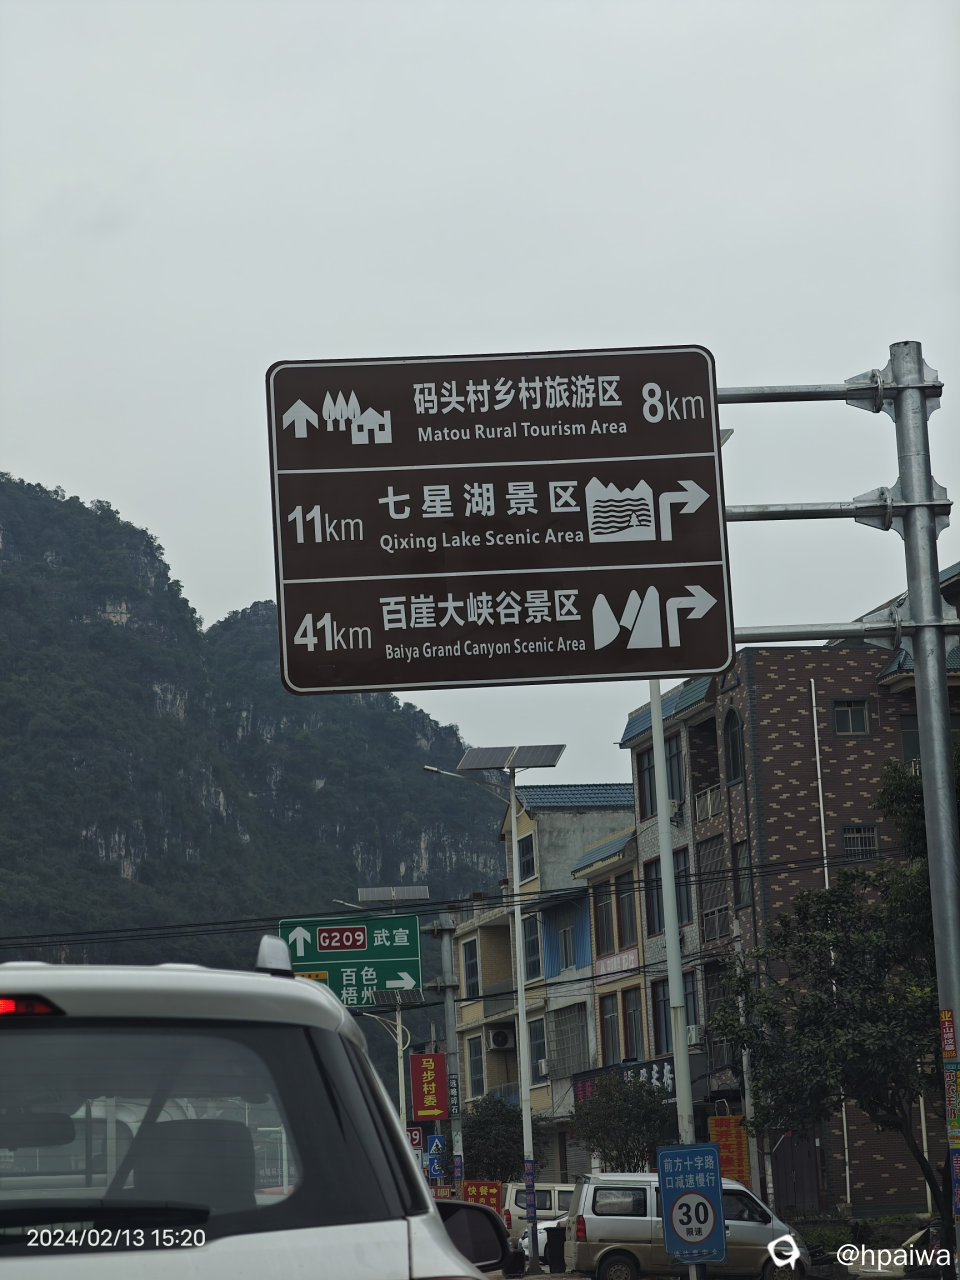 码头村乡村旅游区
8km
Matou Rural Tourism Area
11km
七星湖景区
Qixing Lake Scenic Area
41km
百崖大峡谷景区
Baiya Grand Canyon Scenic Area
G209 武宣
百色
梧州
马步村委
快餐
前方十字路
口减速慢行
30
限速
2024/02/13 15:20
@hpaiwa